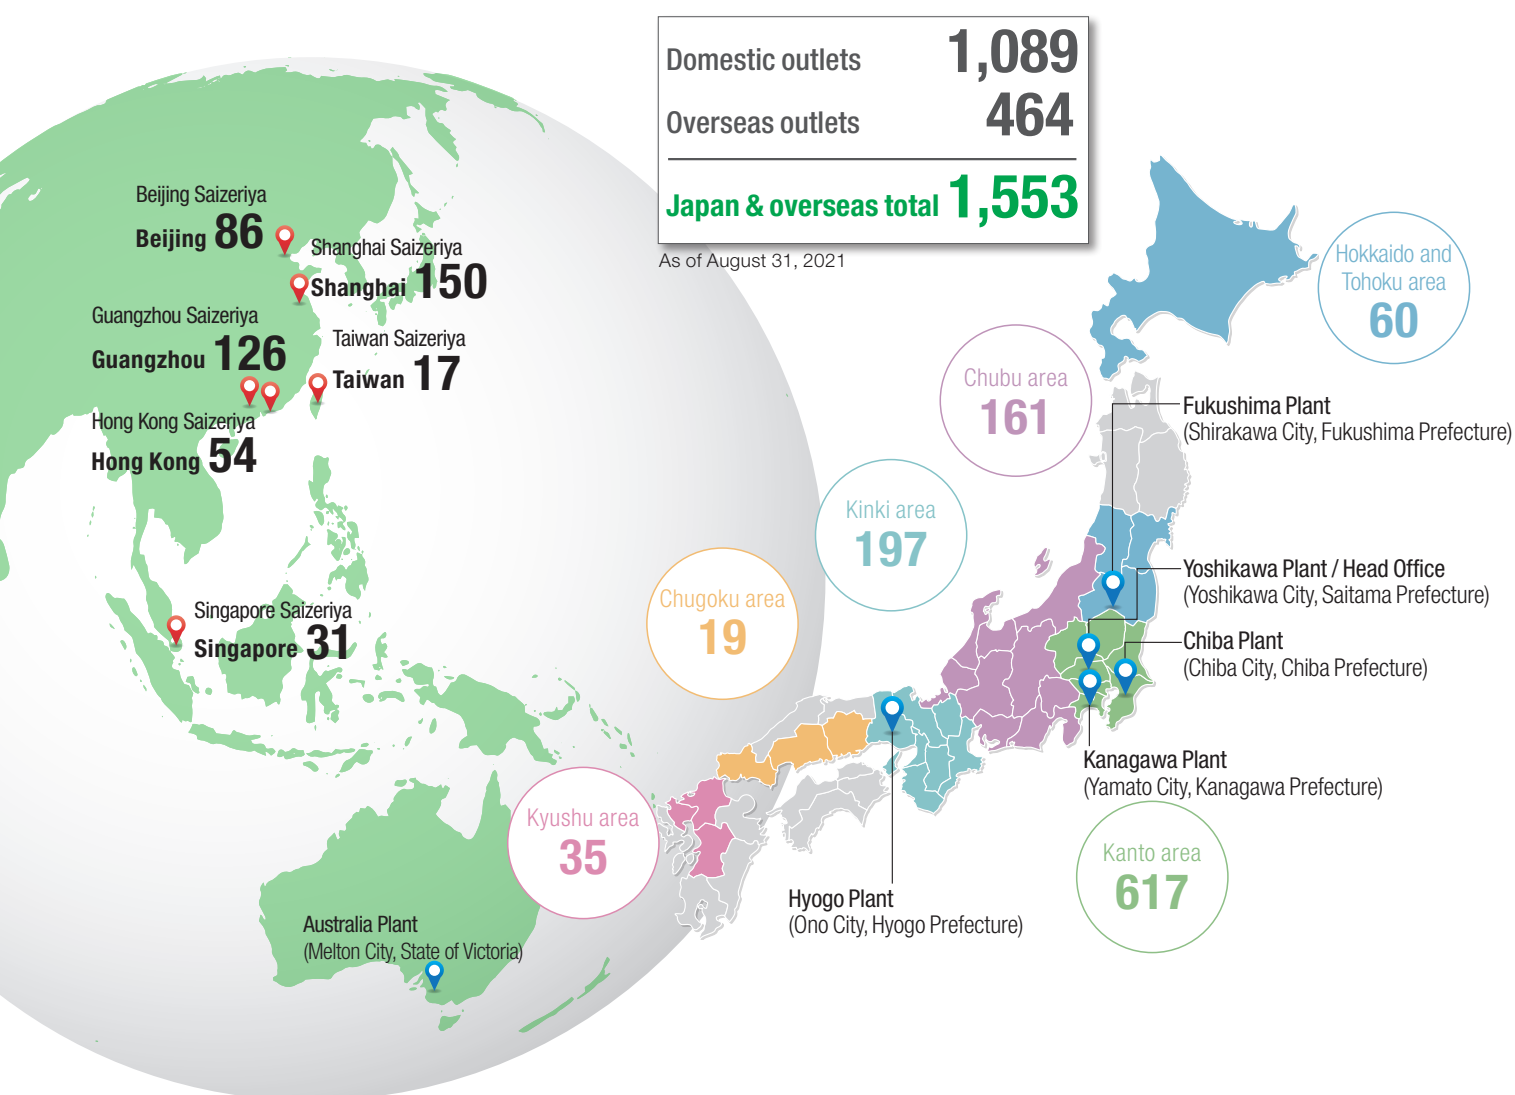 Domestic outlets 1,089
Overseas outlets 464
Japan & overseas total 1,553
As of August 31, 2021
Beijing Saizeriya
Beijing 86
Shanghai Saizeriya
Shanghai 150
Guangzhou Saizeriya
Guangzhou 126
Taiwan Saizeriya
Taiwan 17
Hong Kong Saizeriya
Hong Kong 54
Singapore Saizeriya
Singapore 31
Australia Plant
(Melton City, State of Victoria)
Hokkaido and
Tohoku area
60
Chubu area
161
Kinki area
197
Chugoku area
19
Kyushu area
35
Kanto area
617
Fukushima Plant
(Shirakawa City, Fukushima Prefecture)
Yoshikawa Plant / Head Office
(Yoshikawa City, Saitama Prefecture)
Chiba Plant
(Chiba City, Chiba Prefecture)
Kanagawa Plant
(Yamato City, Kanagawa Prefecture)
Hyogo Plant
(Ono City, Hyogo Prefecture)